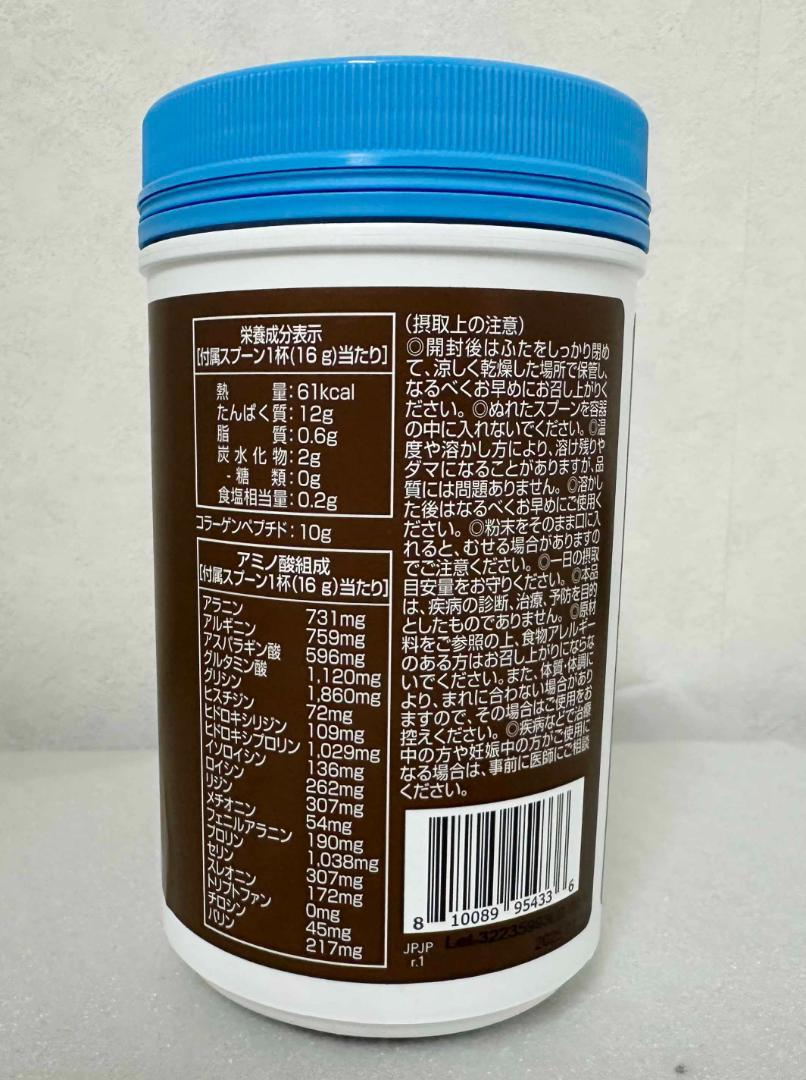 栄養成分表示
[付属スプーン1杯(16 g)当たり]
熱量：61kcal
たんぱく質：12g
脂質：0.6g
炭水化物：2g
- 糖類：0g
食塩相当量：0.2g
コラーゲンペプチド：10g
アミノ酸組成
[付属スプーン1杯(16 g)当たり]
アラニン 731mg
アルギニン 759mg
アスパラギン酸 596mg
グルタミン酸 1,120mg
グリシン 1,860mg
ヒスチジン 72mg
ヒドロキシリジン 109mg
ヒドロキシプロリン 1,029mg
イソロイシン 136mg
ロイシン 262mg
リジン 307mg
メチオニン 54mg
フェニルアラニン 190mg
プロリン 1,038mg
セリン 307mg
スレオニン 172mg
トリプトファン 0mg
チロシン 45mg
バリン 217mg
(摂取上の注意)
◎開封後はふたをしっかり閉め
て、涼しく乾燥した場所で保管し、
なるべくお早めにお召し上がりく
ださい。◎ぬれたスプーンを容器
の中に入れないでください。◎温
度や溶かし方により、溶け残りや
ダマになることがありますが、品
質には問題ありません。◎溶かし
た後はなるべくお早めにご使用く
ださい。◎粉末をそのまま口に入
れると、むせる場合がありますの
でご注意ください。◎一日の摂取
目安量をお守りください。◎本品
は、疾病の診断、治療、予防を目的
としたものでありません。◎原材
料をご参照の上、食物アレルギー
のある方はお召し上がりにならな
いでください。また、体質・体調に
より、まれに合わない場合があり
ますので、その場合はご使用をお
控えください。◎疾病などで治療
中の方や妊娠中の方がご使用に
なる場合は、事前に医師にご相談
ください。
8 10089 95433 6
JPJP
r.1
Lot